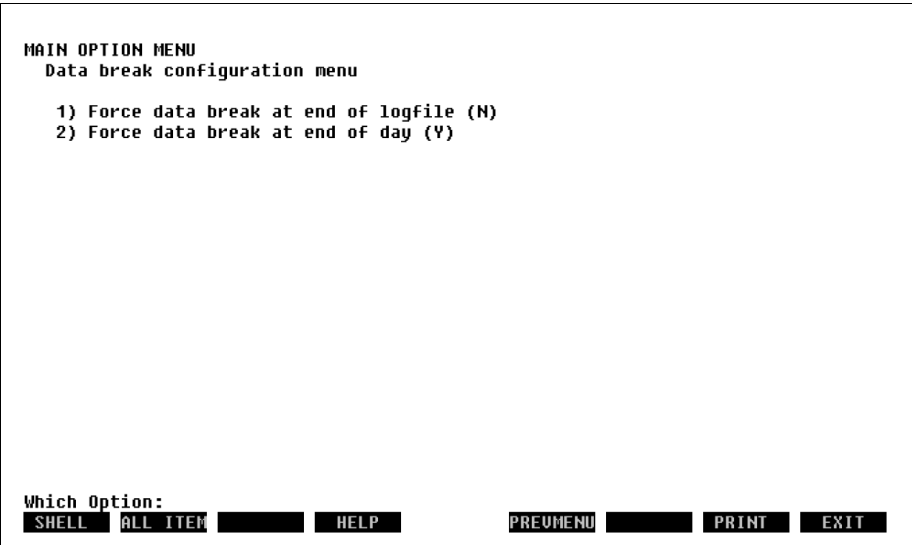 MAIN OPTION MENU
Data break configuration menu
1) Force data break at end of logfile (N)
2) Force data break at end of day (Y)
Which Option:
SHELL ALL ITEM HELP PREVMENU PRINT EXIT